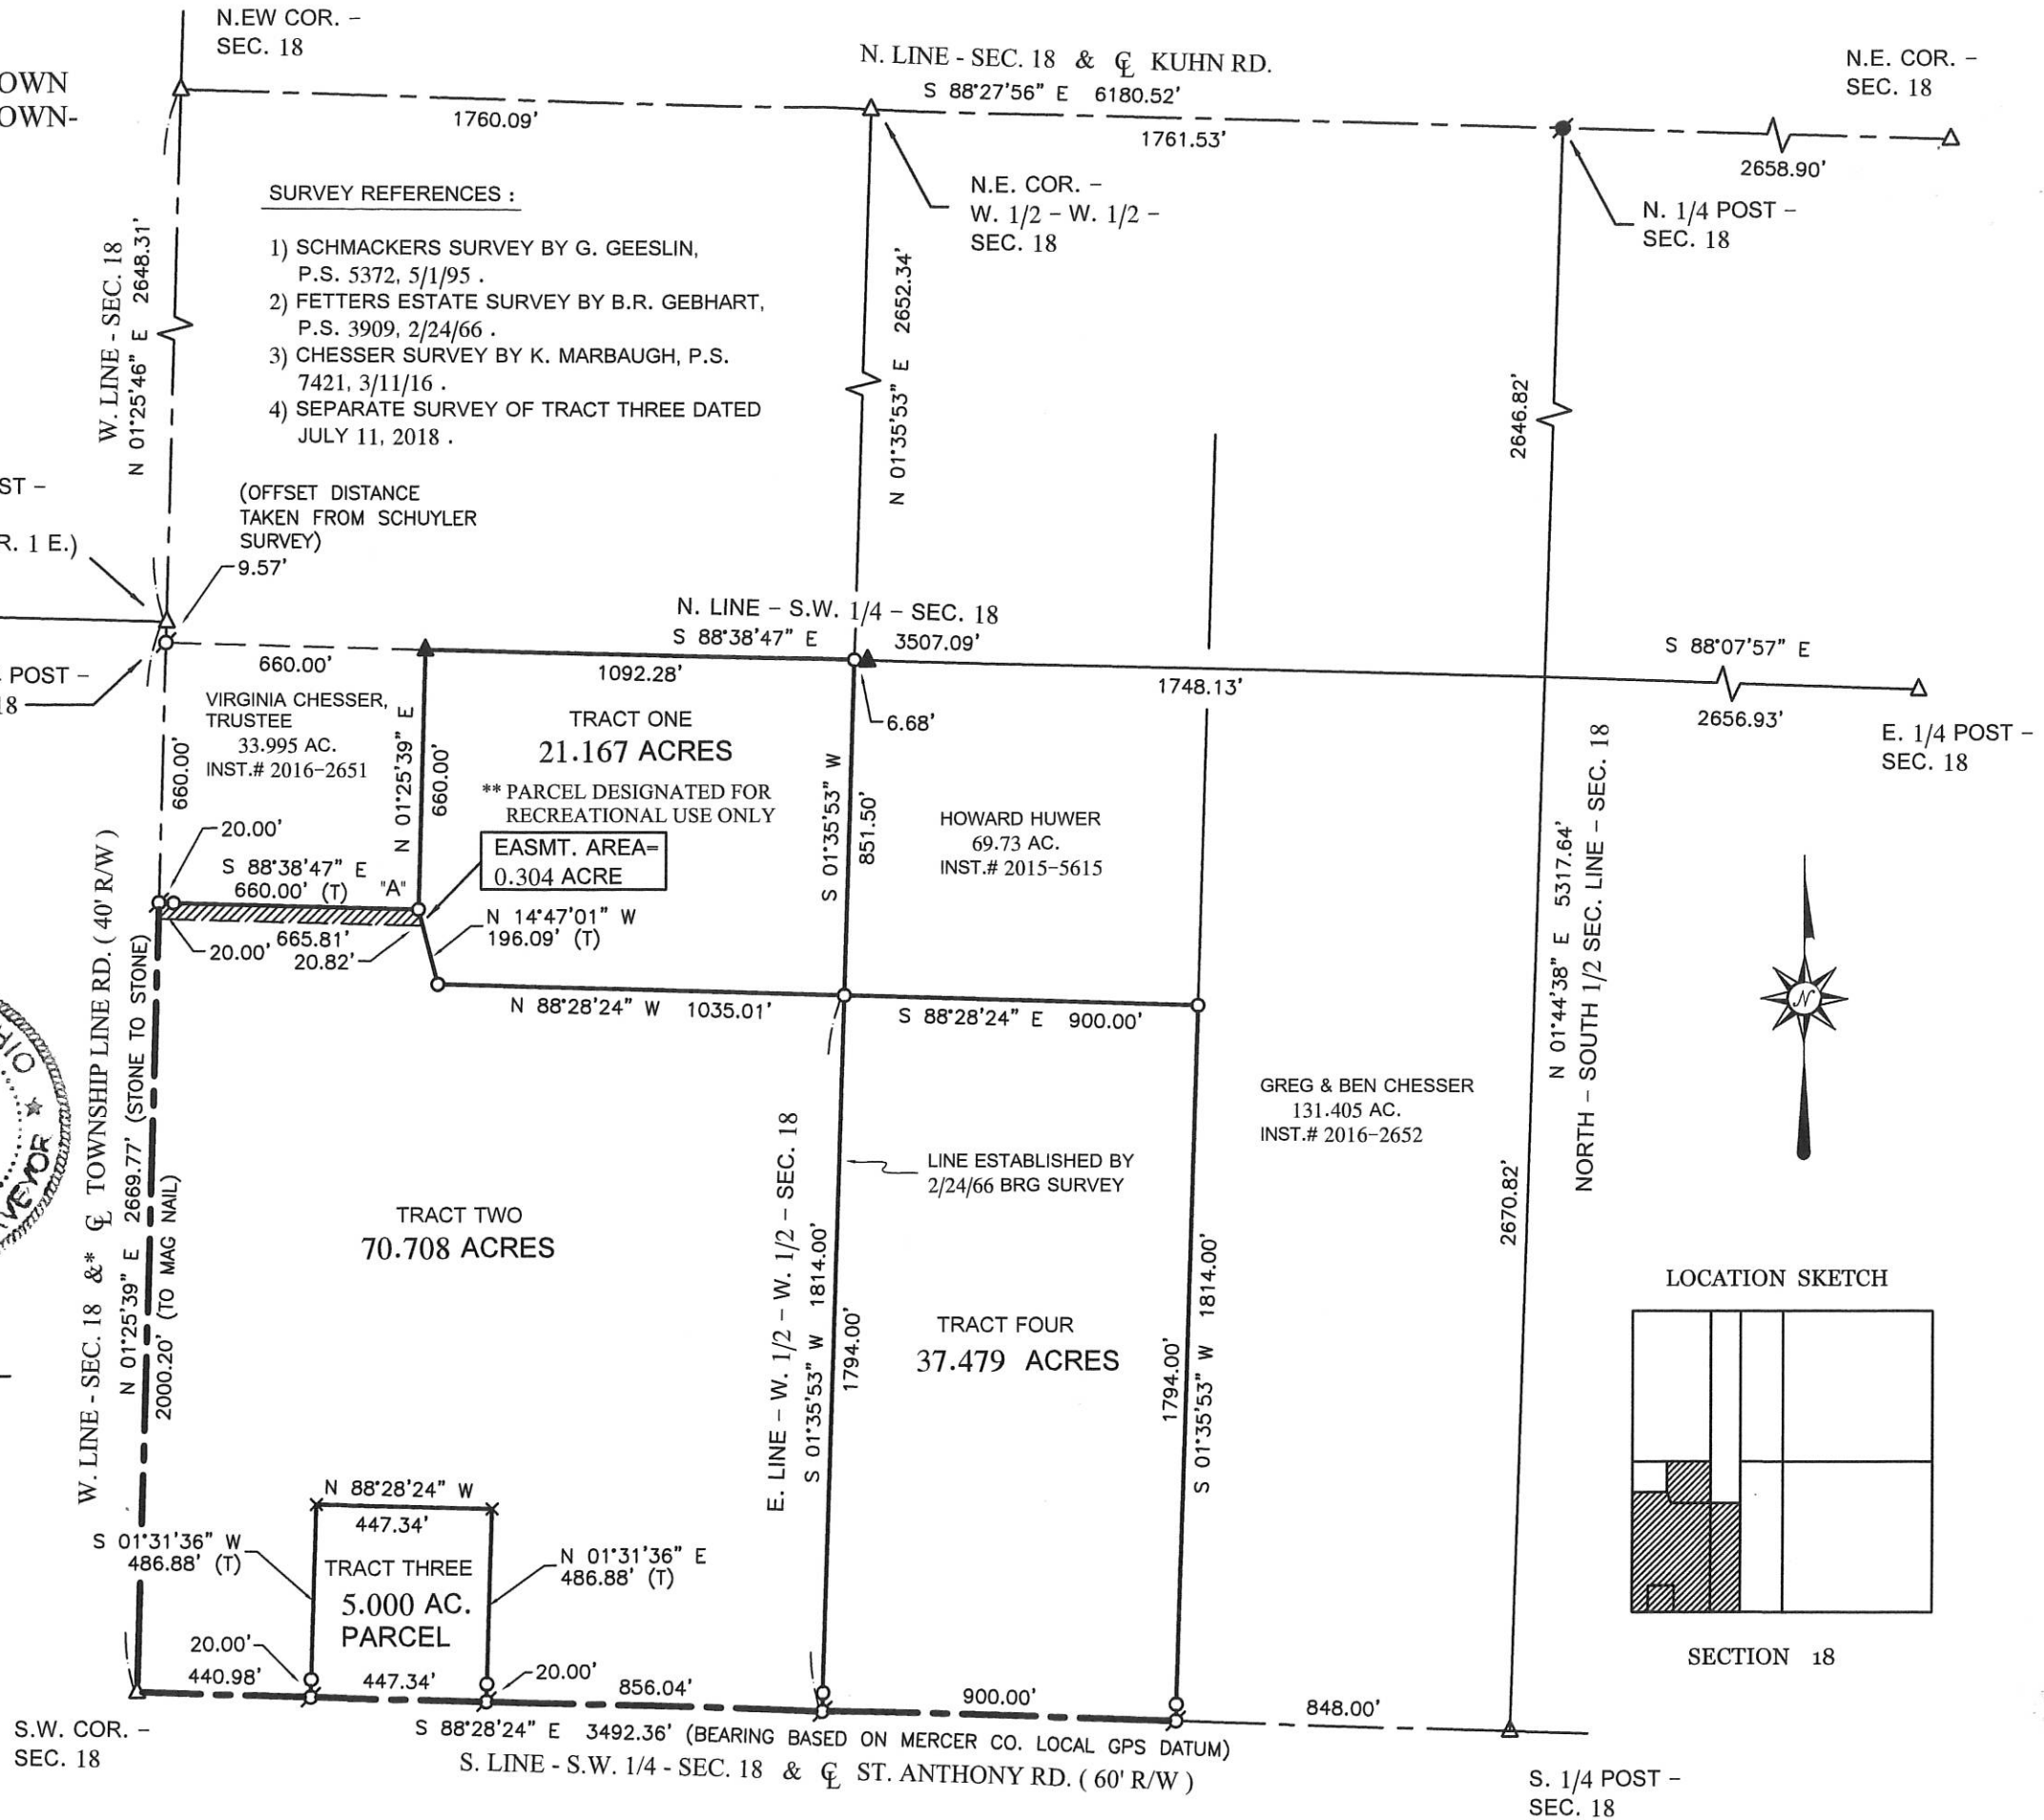 N.EW COR. –
SEC. 18
OWN
OWN-
N. LINE - SEC. 18 & ℄ KUHN RD.
S 88°27'56" E 6180.52'
N.E. COR. –
SEC. 18
1760.09'
1761.53'
2658.90'
SURVEY REFERENCES :
1) SCHMACKERS SURVEY BY G. GEESLIN,
P.S. 5372, 5/1/95 .
2) FETTERS ESTATE SURVEY BY B.R. GEBHART,
P.S. 3909, 2/24/66 .
3) CHESSER SURVEY BY K. MARBAUGH, P.S.
7421, 3/11/16 .
4) SEPARATE SURVEY OF TRACT THREE DATED
JULY 11, 2018 .
N.E. COR. –
W. 1/2 – W. 1/2 –
SEC. 18
N. 1/4 POST –
SEC. 18
W. LINE - SEC. 18
N 01°25'46" E 2648.31'
N 01°35'53" E 2652.34'
2646.82'
ST –
R. 1 E.)
(OFFSET DISTANCE
TAKEN FROM SCHUYLER
SURVEY)
9.57'
N. LINE – S.W. 1/4 – SEC. 18
S 88°38'47" E 3507.09'
S 88°07'57" E
660.00'
1092.28'
1748.13'
2656.93'
6.68'
E. 1/4 POST –
SEC. 18
POST –
18
VIRGINIA CHESSER,
TRUSTEE
33.995 AC.
INST.# 2016–2651
660.00'
N 01°25'39" E
660.00'
TRACT ONE
21.167 ACRES
** PARCEL DESIGNATED FOR
RECREATIONAL USE ONLY
EASMT. AREA=
0.304 ACRE
S 01°35'53" W
851.50'
HOWARD HUWER
69.73 AC.
INST.# 2015–5615
20.00'
S 88°38'47" E
660.00' (T)
"A"
N 14°47'01" W
196.09' (T)
665.81'
20.00'
20.82'
N 88°28'24" W 1035.01'
S 88°28'24" E 900.00'
N 01°44'38" E 5317.64'
NORTH – SOUTH 1/2 SEC. LINE – SEC. 18
N
W. LINE - SEC. 18 &* ℄ TOWNSHIP LINE RD. ( 40' R/W )
N 01°25'39" E 2669.77' (STONE TO STONE)
2000.20' (TO MAG NAIL)
VEYOR
GREG & BEN CHESSER
131.405 AC.
INST.# 2016–2652
LINE ESTABLISHED BY
2/24/66 BRG SURVEY
TRACT TWO
70.708 ACRES
E. LINE – W. 1/2 – W. 1/2 – SEC. 18
S 01°35'53" W 1814.00'
1794.00'
TRACT FOUR
37.479 ACRES
1794.00'
S 01°35'53" W 1814.00'
2670.82'
LOCATION SKETCH
SECTION 18
N 88°28'24" W
447.34'
S 01°31'36" W
486.88' (T)
TRACT THREE
5.000 AC.
PARCEL
N 01°31'36" E
486.88' (T)
20.00'
440.98'
447.34'
20.00'
856.04'
900.00'
848.00'
S.W. COR. –
SEC. 18
S 88°28'24" E 3492.36' (BEARING BASED ON MERCER CO. LOCAL GPS DATUM)
S. LINE - S.W. 1/4 - SEC. 18 & ℄ ST. ANTHONY RD. ( 60' R/W )
S. 1/4 POST –
SEC. 18